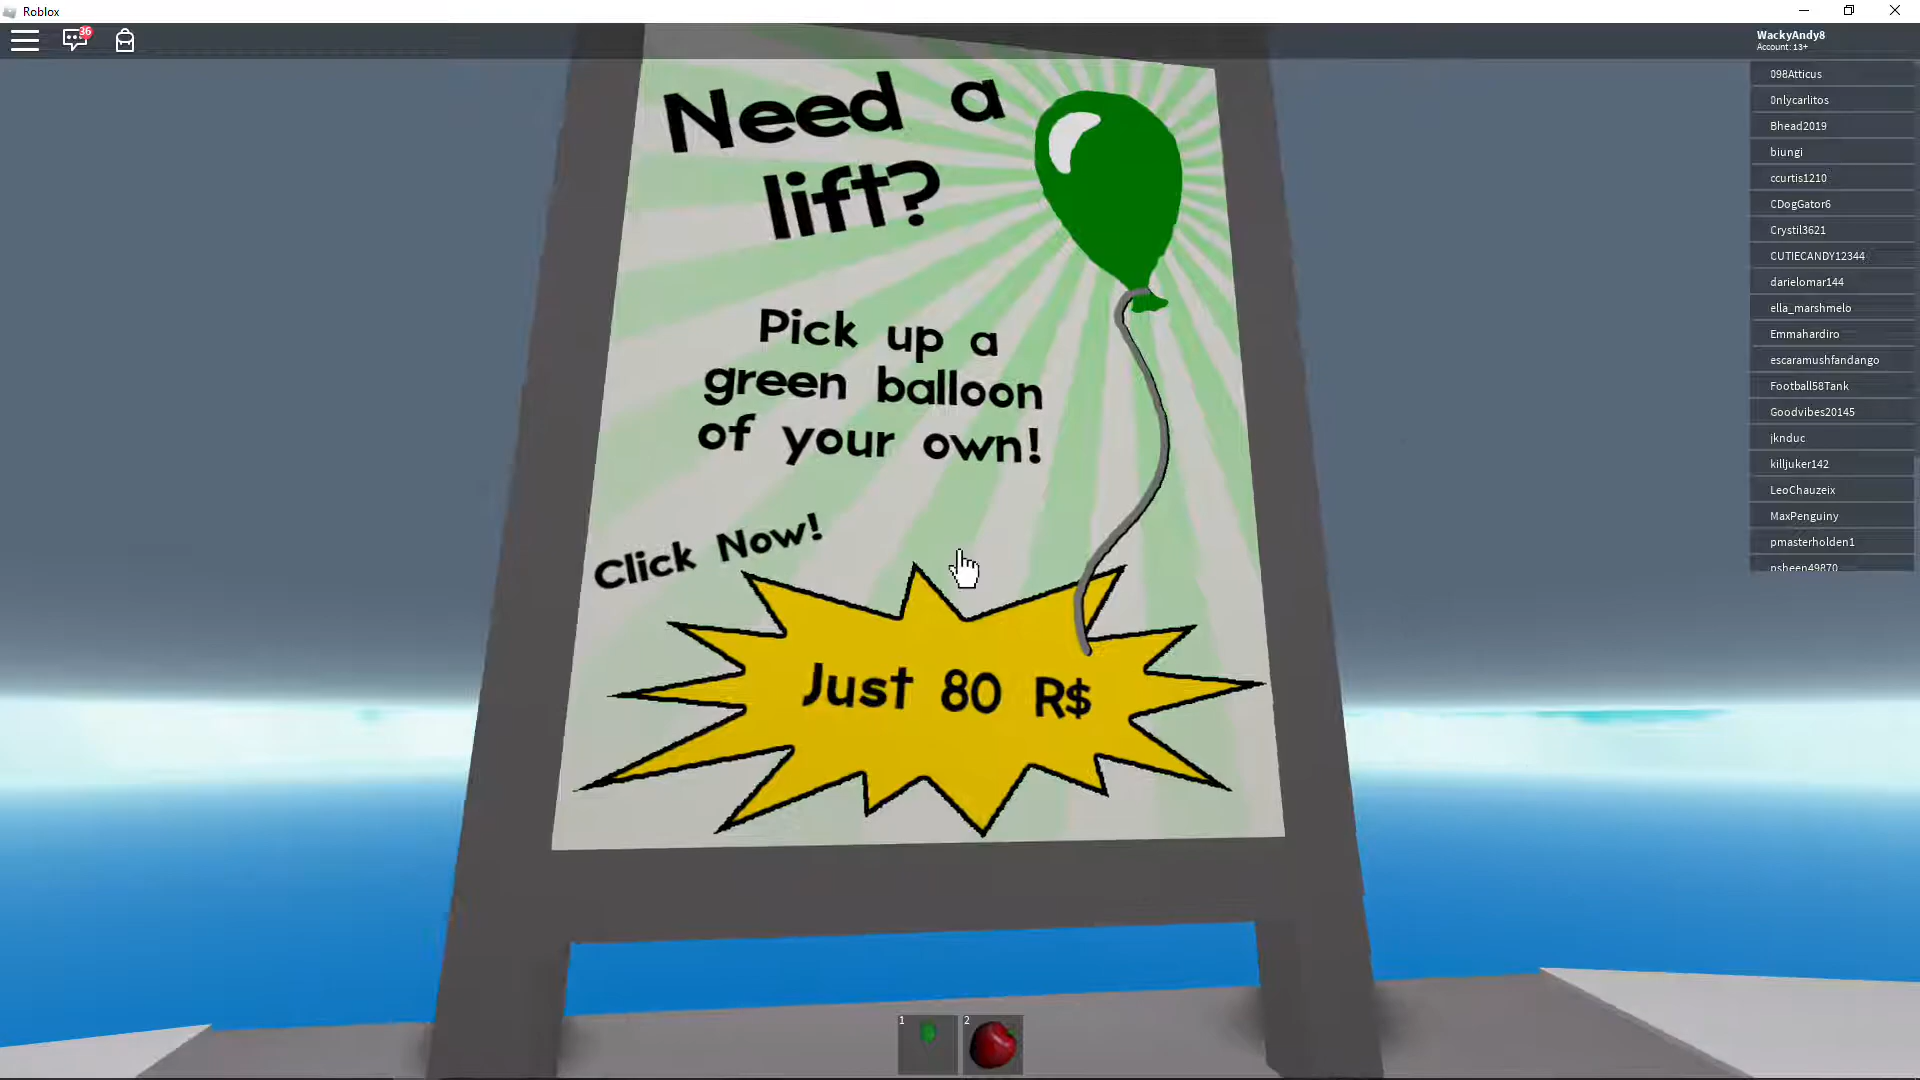 Roblox
36
WackyAndy8
Account: 13+
098Atticus
0nlycarlitos
Bhead2019
biungi
ccurtis1210
CDogGator6
Crystil3621
CUTIECANDY12344
darielomar144
ella_marshmelo
Emmahardiro
escaramushfandango
Football58Tank
Goodvibes20145
jknduc
killjuker142
LeoChauzeix
MaxPenguiny
pmasterholden1
psheen49870
Need a
lift?
Pick up a
green balloon
of your own!
Click Now!
Just 80 R$
1
2